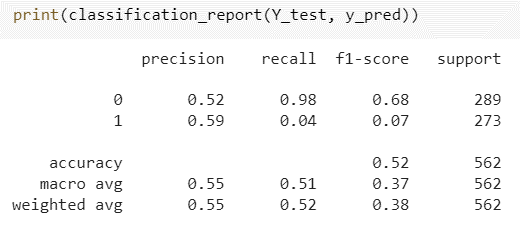 print(classification_report(Y_test, y_pred))
precision recall f1-score support
0 0.52 0.98 0.68 289
1 0.59 0.04 0.07 273
accuracy 0.52 562
macro avg 0.55 0.51 0.37 562
weighted avg 0.55 0.52 0.38 562